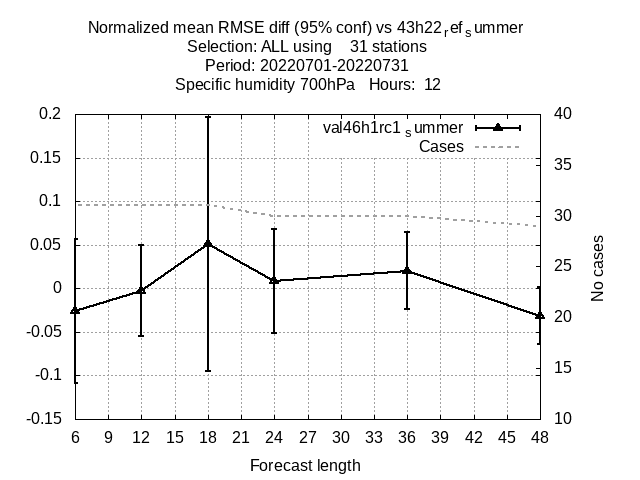 Normalized mean RMSE diff (95% conf) vs 43h22refsummer
Selection: ALL using 31 stations
Period: 20220701-20220731
Specific humidity 700hPa Hours: 12
val46h1rc1summer
Cases
0.2
0.15
0.1
0.05
0
-0.05
-0.1
-0.15
40
35
30
25
20
15
10
No cases
6 9 12 15 18 21 24 27 30 33 36 39 42 45 48
Forecast length